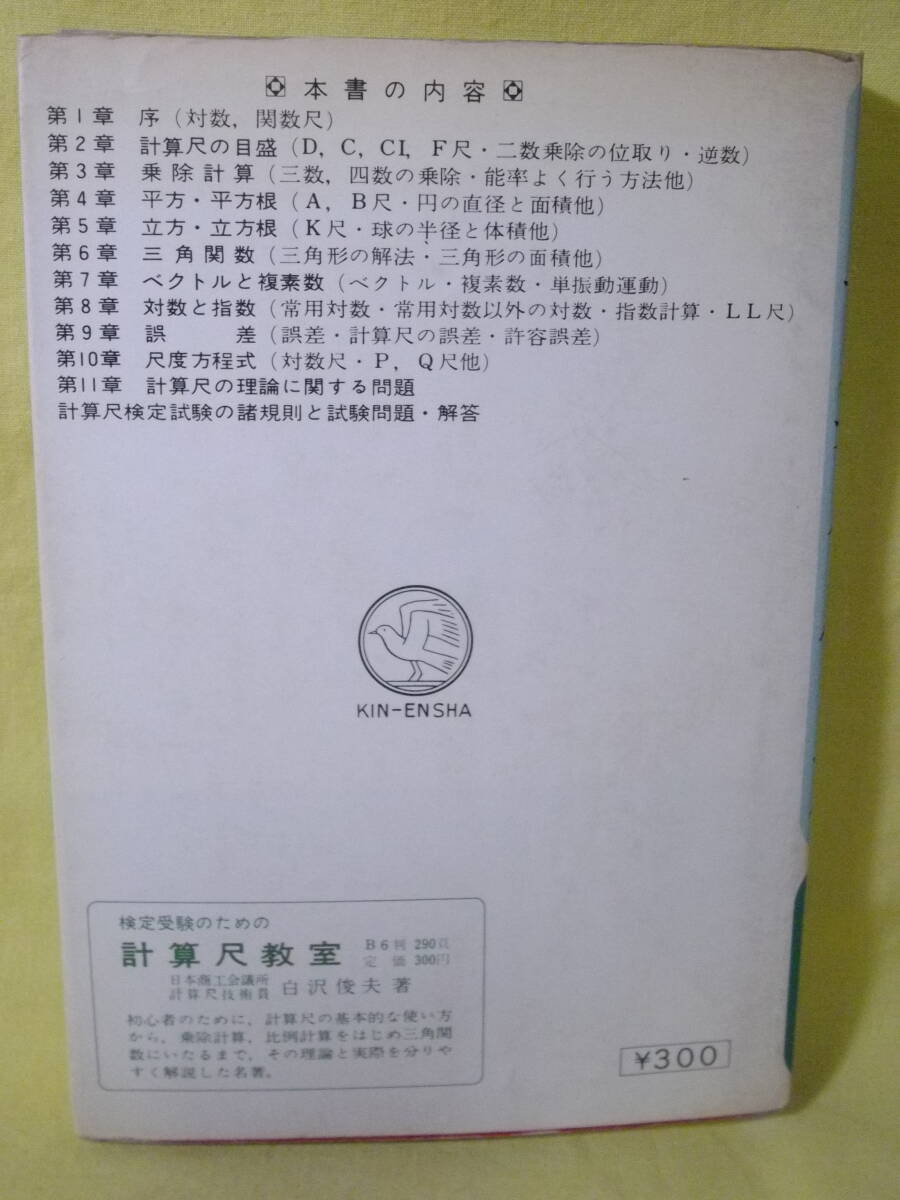 本書の内容
第1章 序(対数,関数尺)
第2章 計算尺の目盛(D,C,CI,F尺・二数乗除の位取り・逆数)
第3章 乗除計算(三数,四数の乗除・能率よく行う方法他)
第4章 平方・平方根(A,B尺・円の直径と面積他)
第5章 立方・立方根(K尺・球の半径と体積他)
第6章 三角関数(三角形の解法・三角形の面積他)
第7章 ベクトルと複素数(ベクトル・複素数・単振動運動)
第8章 対数と指数(常用対数・常用対数以外の対数・指数計算・LL尺)
第9章 誤差(誤差・計算尺の誤差・許容誤差)
第10章 尺度方程式(対数尺・P,Q尺他)
第11章 計算尺の理論に関する問題
計算尺検定試験の諸規則と試験問題・解答
KIN-ENSHA
検定受験のための
計算尺教室 B6判 290頁
定価 300円
日本商工会議所
計算尺技術員 白沢俊夫著
初心者のために,計算尺の基本的な使い方
から,乗除計算,比例計算をはじめ三角関
数にいたるまで,その理論と実際を分りや
すく解説した名著。
¥300